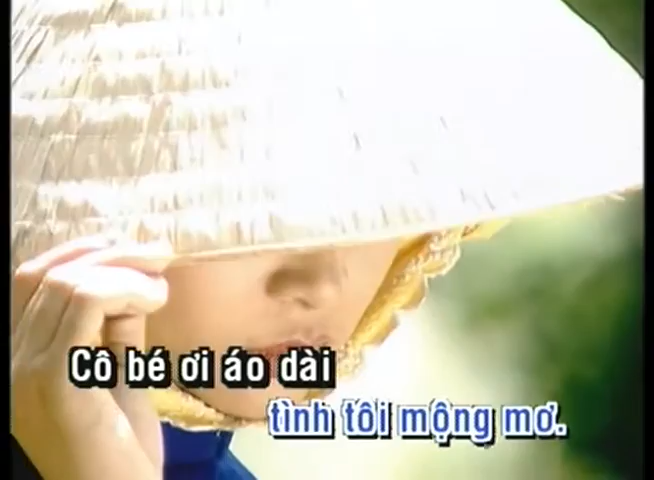 Cô bé ơi áo dài
tình tôi mộng mơ.